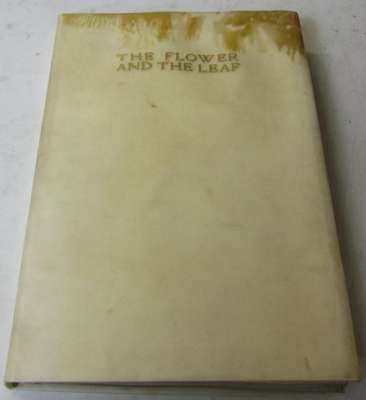 THE FLOWER
AND THE LEAF